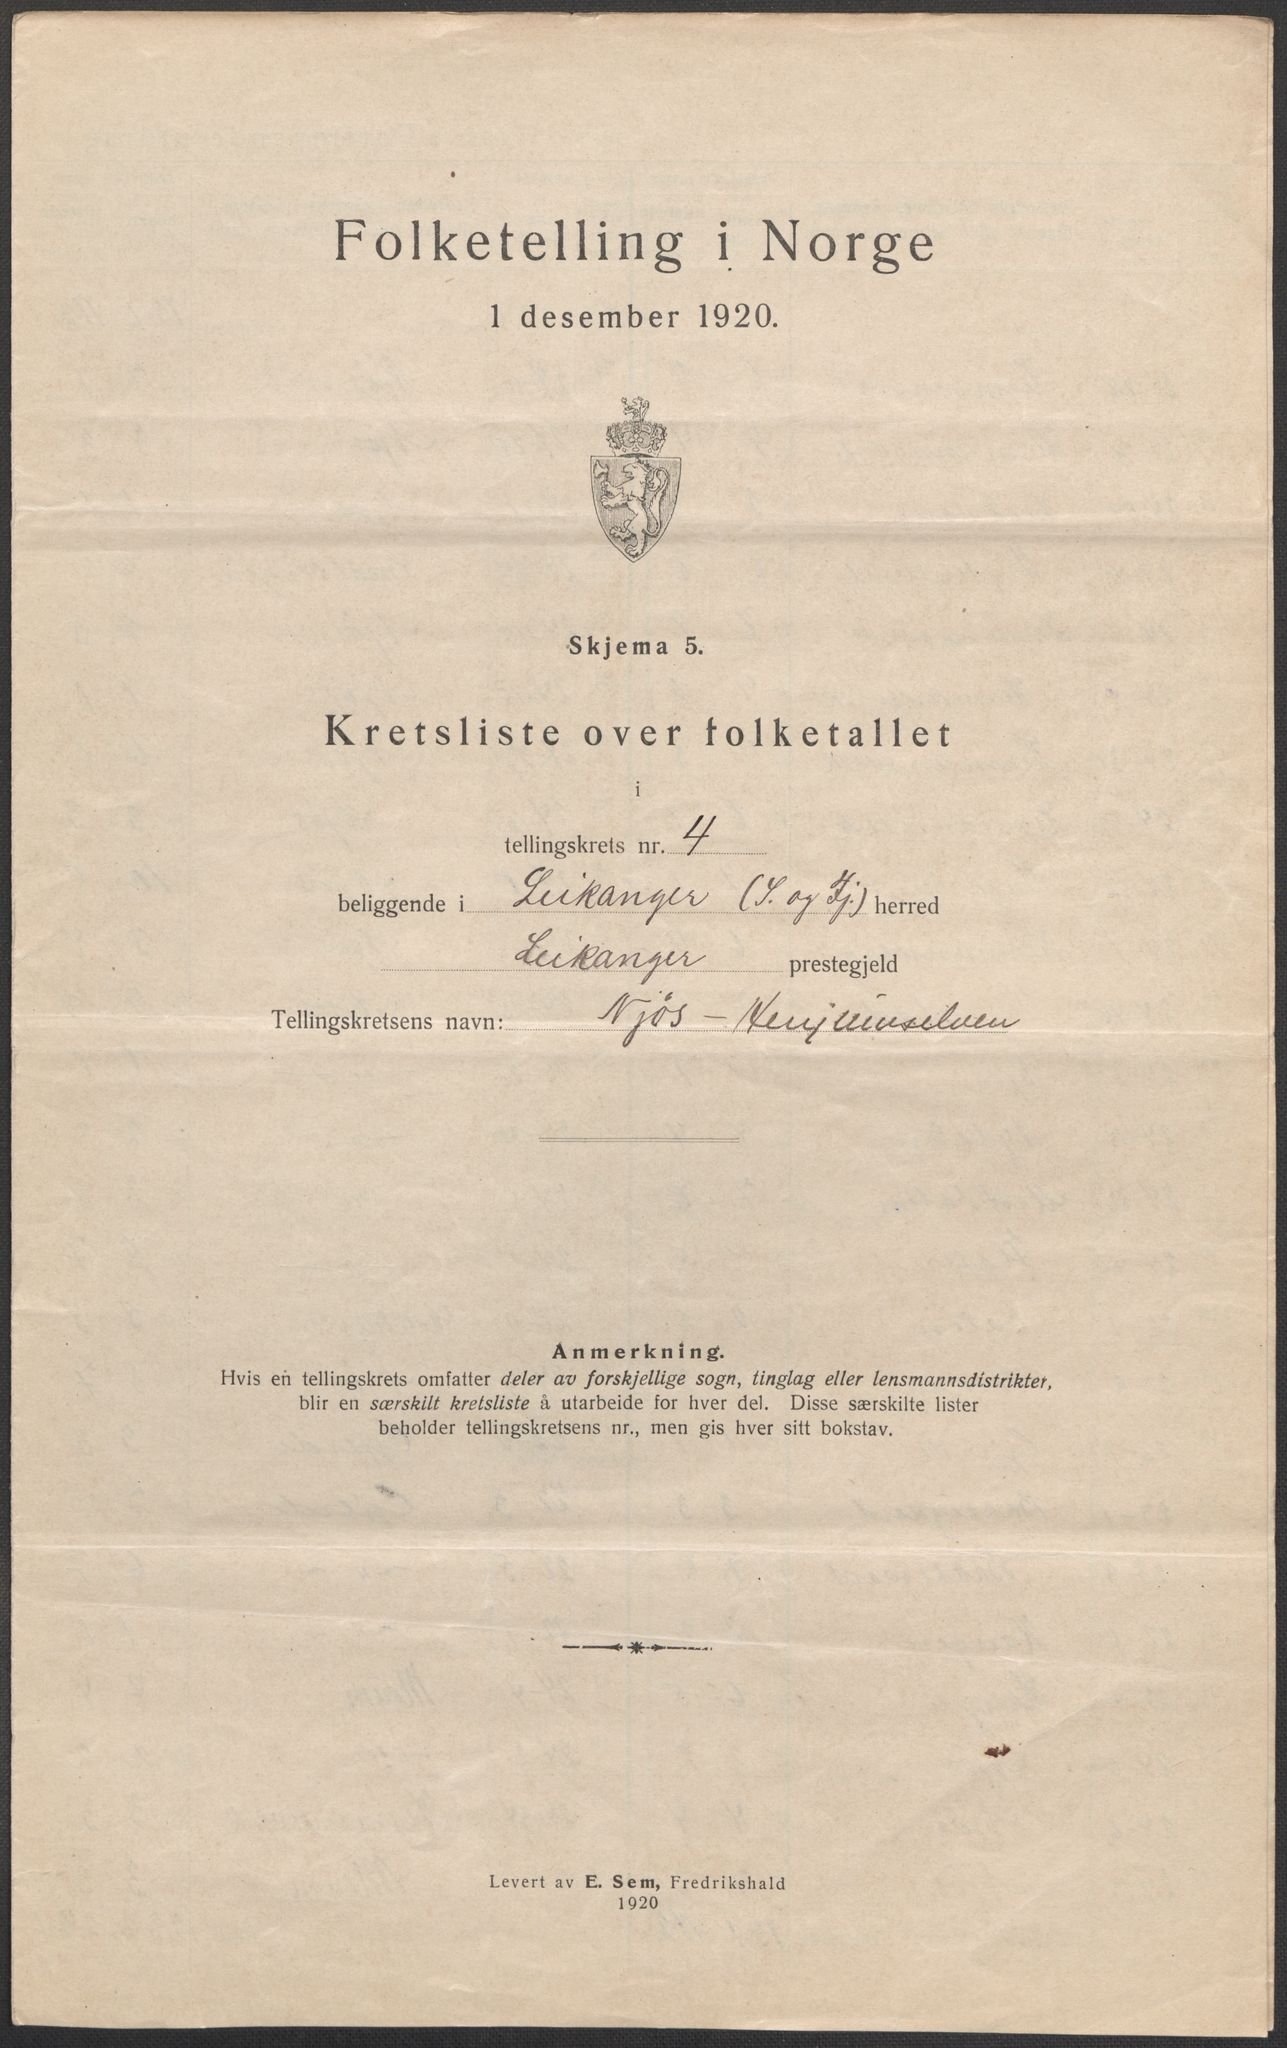 Folketelling i Norge
1 desember 1920.
Skjema 5.
Kretsliste over folketallet
i
tellingskrets nr. 4
beliggende i Leikanger (S. og Fj.) herred
Leikanger prestegjeld
Tellingskretsens navn: Njøs – Henjumselven
Anmerkning.
Hvis en tellingskrets omfatter deler av forskjellige sogn, tinglag eller lensmannsdistrikter,
blir en særskilt kretsliste å utarbeide for hver del. Disse særskilte lister
beholder tellingskretsens nr., men gis hver sitt bokstav.
Levert av E. Sem, Fredrikshald
1920